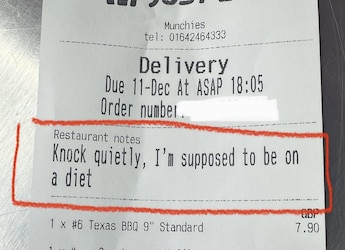 Munchies
tel: 01642464333
Delivery
Due 11-Dec At ASAP 18:05
Order number.
Restaurant notes
Knock quietly, I'm supposed to be on
a diet
GBP
1 x #6 Texas BBQ 9" Standard 7.90